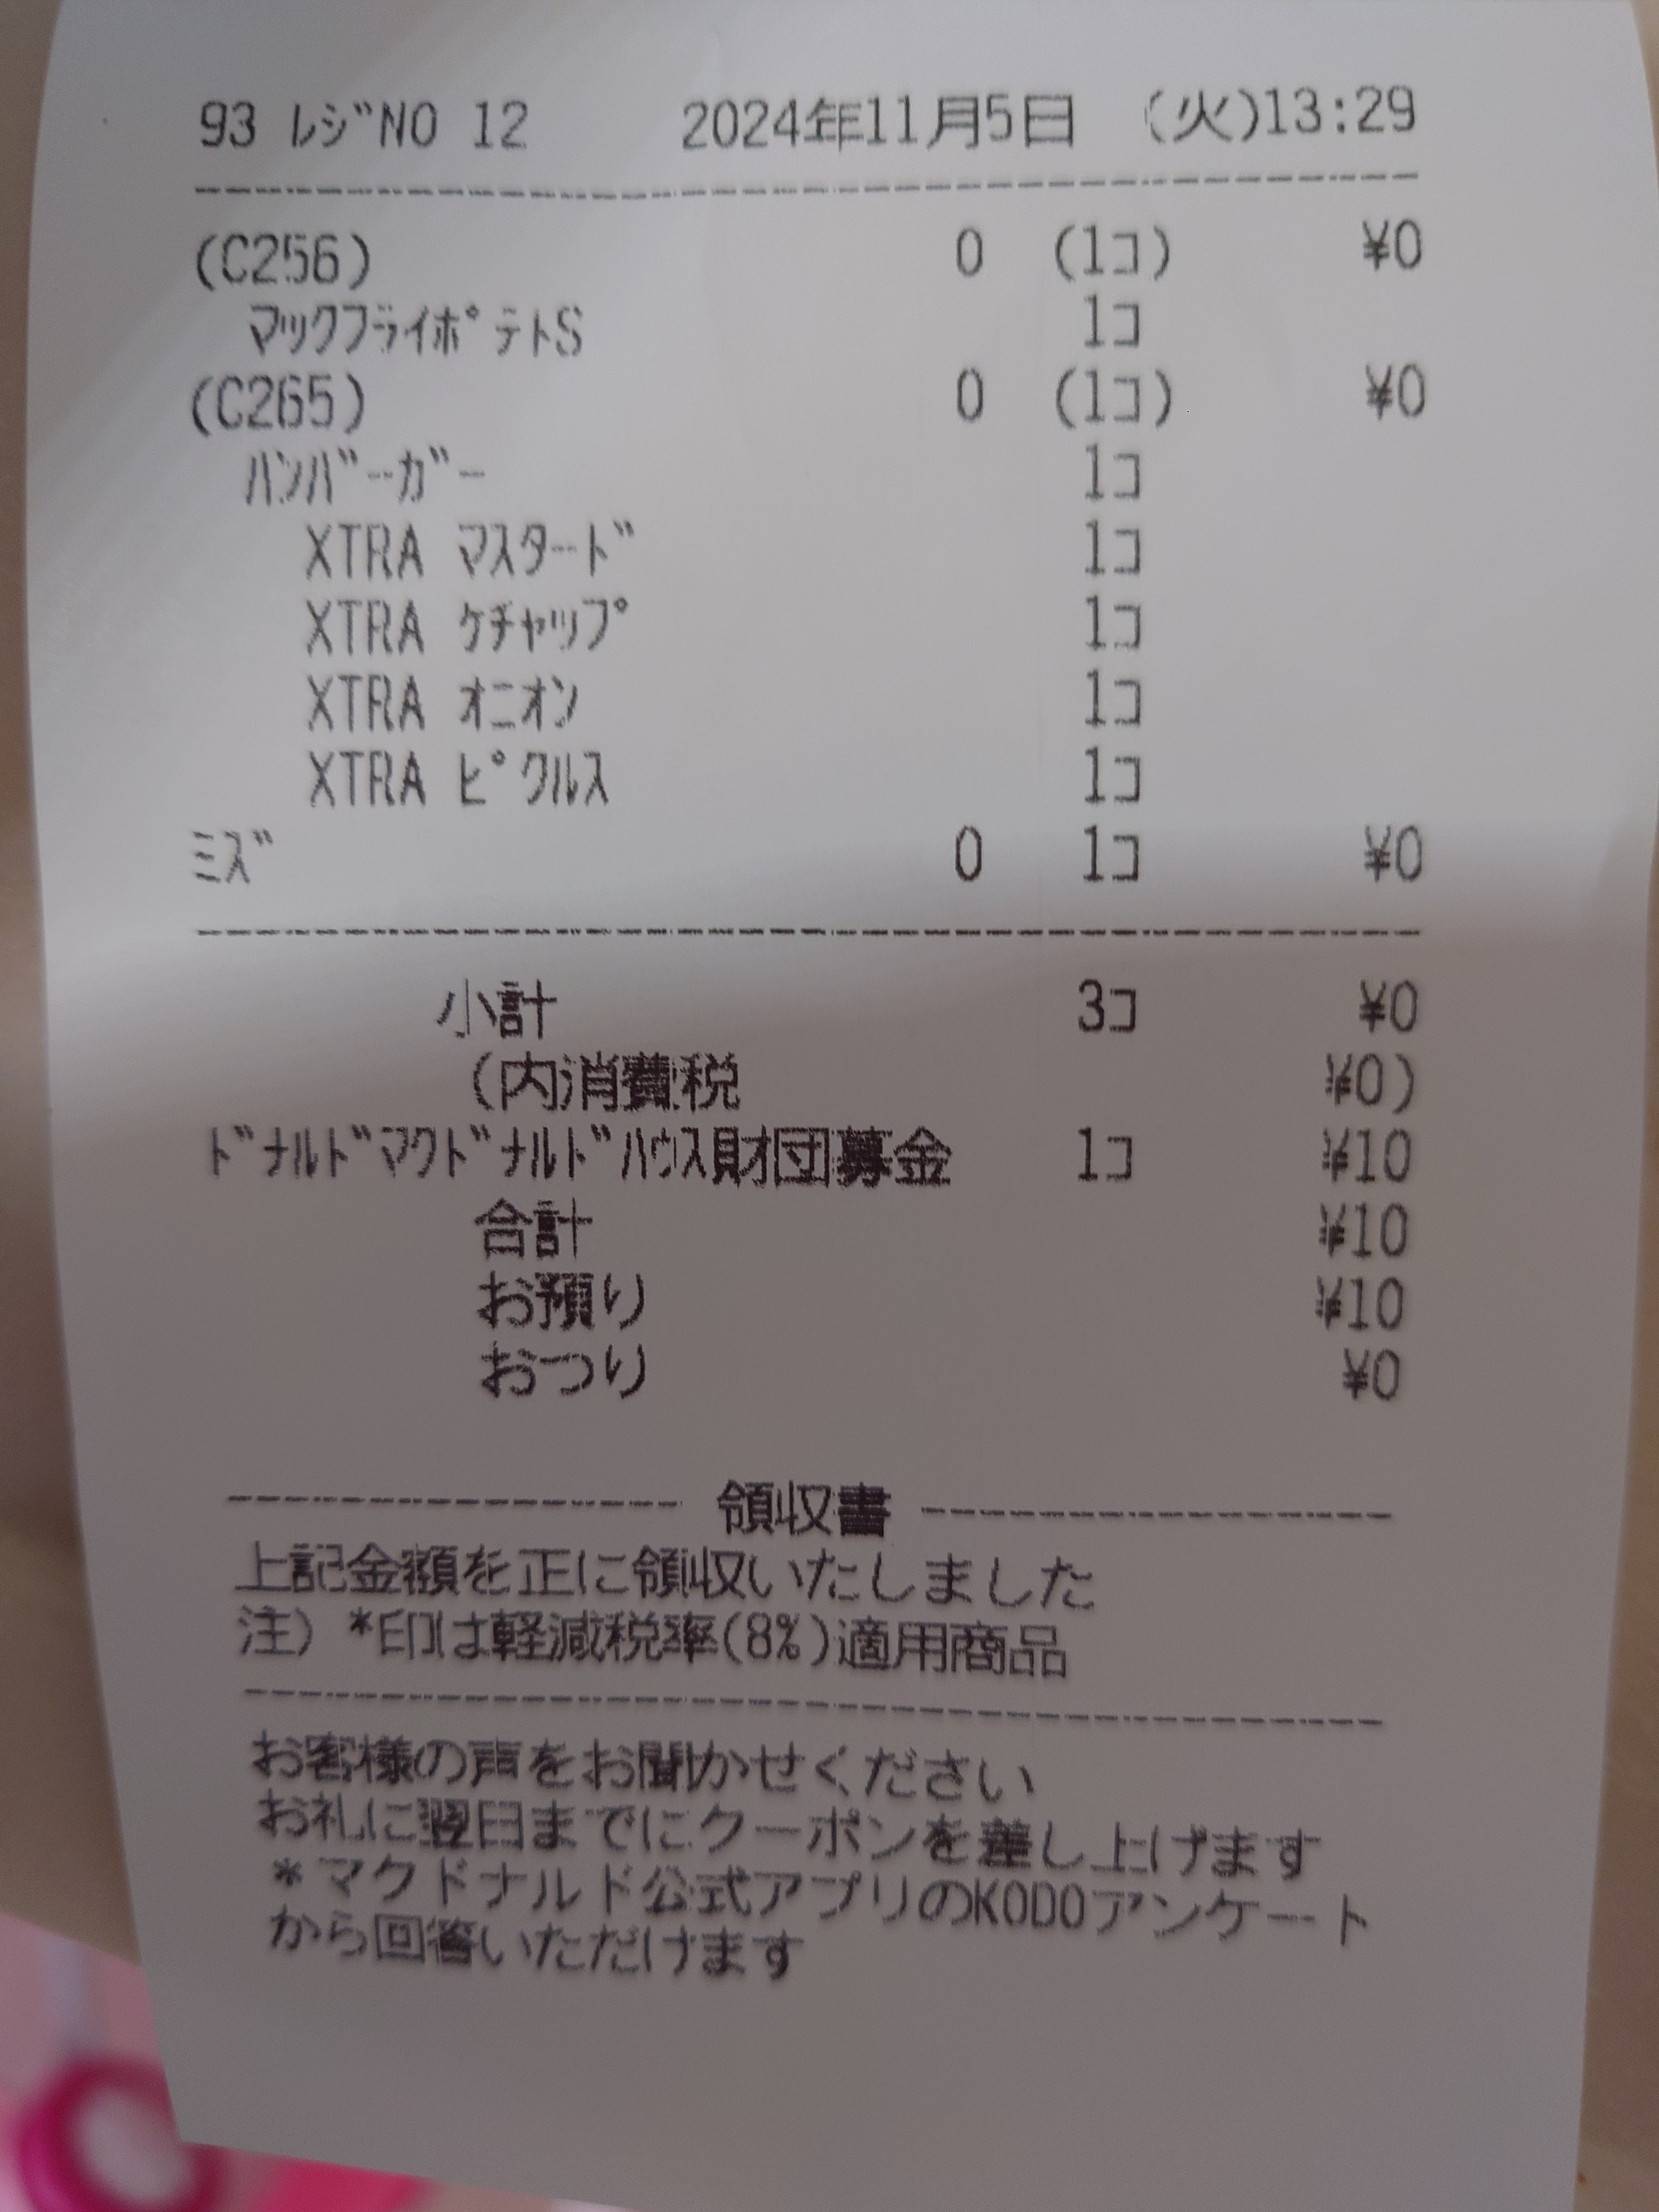 93 ﾚｼﾞNO 12 2024年11月5日 (火)13:29
(C256) 0 (1コ) ¥0
ﾏｯｸﾌﾗｲﾎﾟﾃﾄS 1コ
(C265) 0 (1コ) ¥0
ﾊﾝﾊﾞｰｶﾞｰ 1コ
XTRA ﾏｽﾀｰﾄﾞ 1コ
XTRA ｹﾁｬｯﾌﾟ 1コ
XTRA ｵﾆｵﾝ 1コ
XTRA ﾋﾟｸﾙｽ 1コ
ﾐｽﾞ 0 1コ ¥0
小計 3コ ¥0
(内消費税 ¥0)
ﾄﾞﾅﾙﾄﾞﾏｸﾄﾞﾅﾙﾄﾞﾊｳｽ財団募金 1コ ¥10
合計 ¥10
お預り ¥10
おつり ¥0
領収書
上記金額を正に領収いたしました
注) *印は軽減税率(8%)適用商品
お客様の声をお聞かせください
お礼に翌日までにクーポンを差し上げます
*マクドナルド公式アプリのKODOアンケート
から回答いただけます